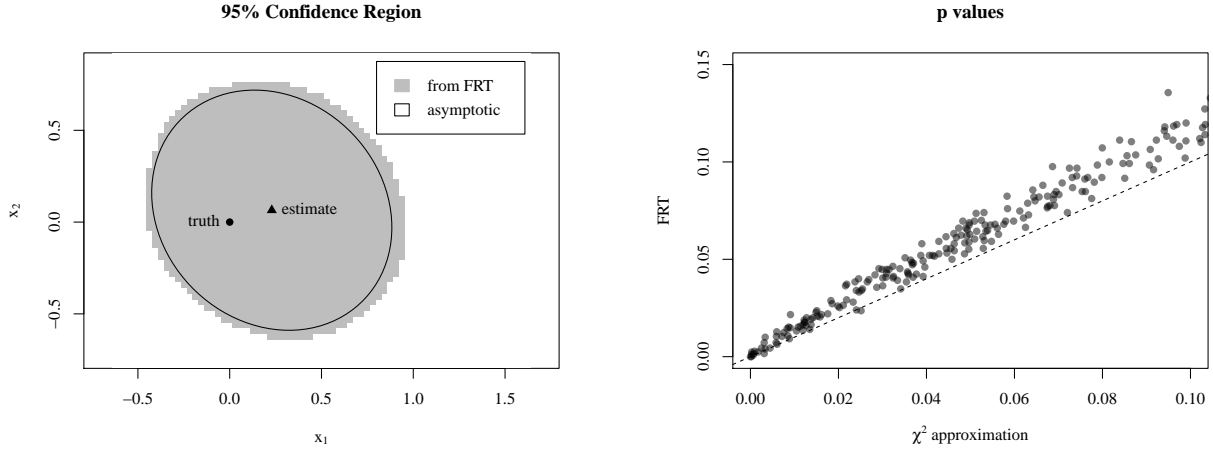 95% Confidence Region
from FRT
asymptotic
truth
estimate
−0.5
0.0
0.5
−0.5
0.0
0.5
1.0
1.5
x₁
x₂
p values
0.00
0.05
0.10
0.15
0.00
0.02
0.04
0.06
0.08
0.10
χ² approximation
FRT